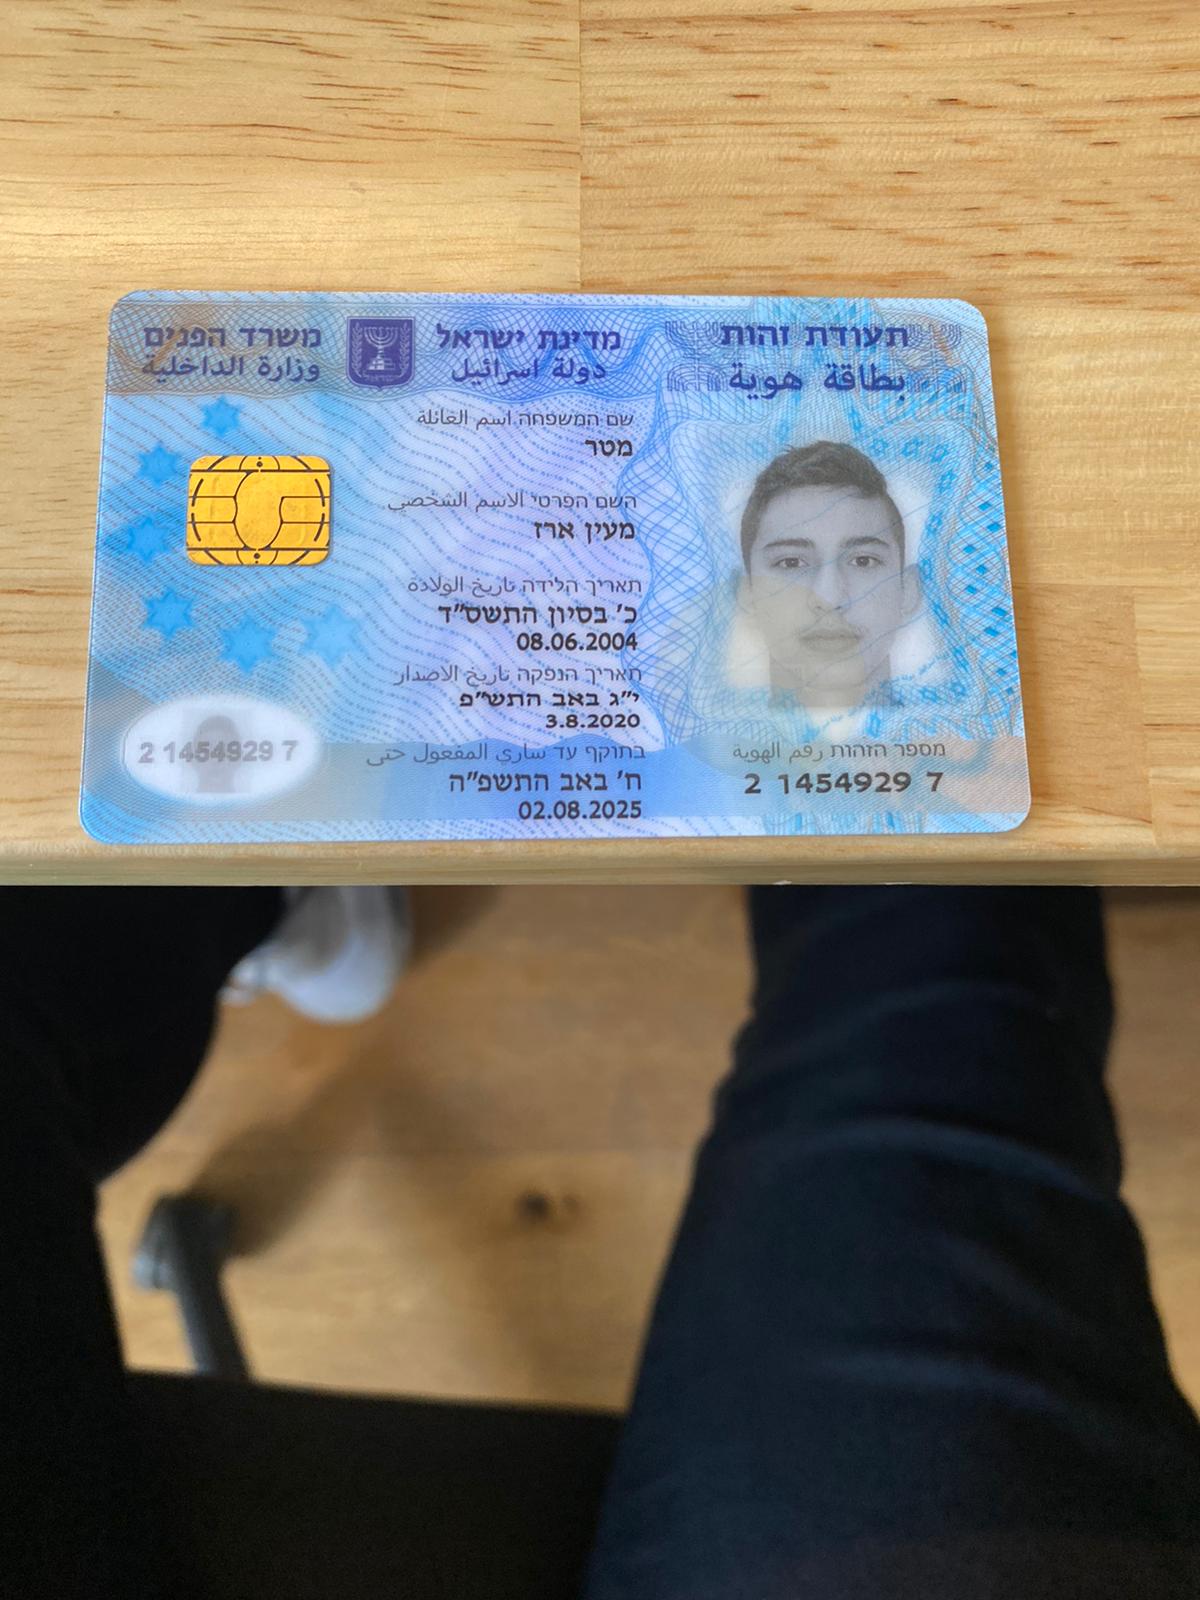 תעודת זהות
بطاقة هوية
מדינת ישראל
دولة اسرائيل
משרד הפנים
وزارة الداخلية
שם המשפחה اسم العائلة
מטר
השם הפרטי الاسم الشخصي
מעין ארז
תאריך הלידה تاريخ الولادة
כ' בסיון התשס"ד
08.06.2004
תאריך הנפקה تاريخ الاصدار
י"ג באב התש"פ
3.8.2020
בתוקף עד ساري المفعول حتى
ח' באב התשפ"ה
02.08.2025
מספר הזהות رقم الهوية
2 1454929 7
2 1454929 7